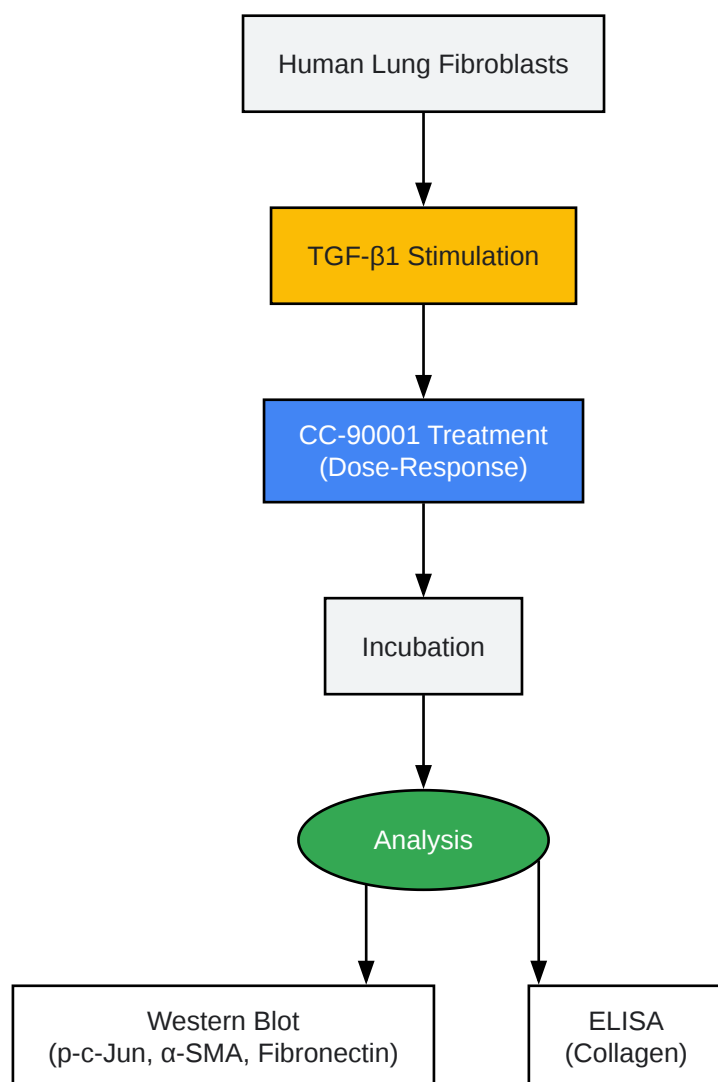 Human Lung Fibroblasts
TGF-β1 Stimulation
CC-90001 Treatment
(Dose-Response)
Incubation
Analysis
Western Blot
(p-c-Jun, α-SMA, Fibronectin)
ELISA
(Collagen)